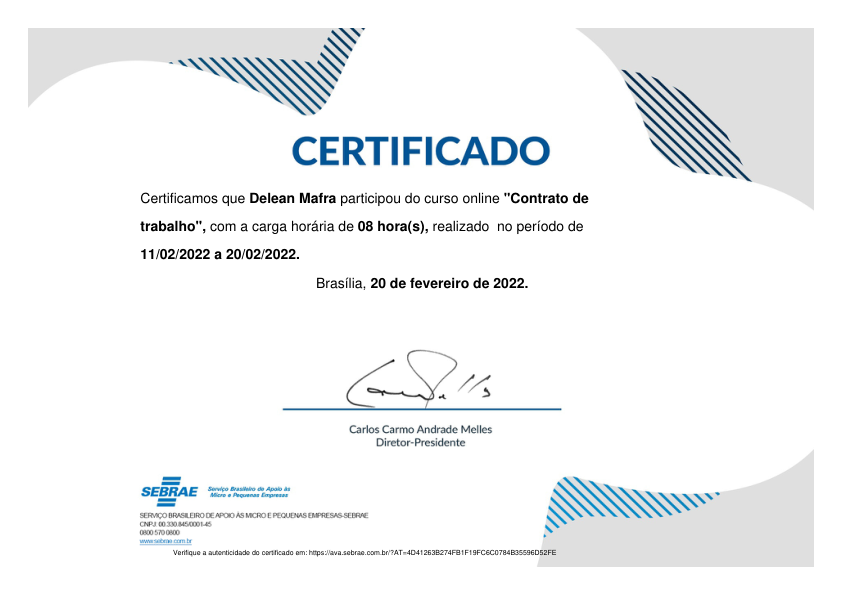 CERTIFICADO
Certificamos que Delean Mafra participou do curso online "Contrato de
trabalho", com a carga horária de 08 hora(s), realizado  no período de
11/02/2022 a 20/02/2022.
Brasília, 20 de fevereiro de 2022.
Carlos Carmo Andrade Melles
Diretor-Presidente
SEBRAE
Serviço Brasileiro de Apoio às
Micro e Pequenas Empresas
SERVIÇO BRASILEIRO DE APOIO ÀS MICRO E PEQUENAS EMPRESAS-SEBRAE
CNPJ: 00.330.845/0001-45
0800 570 0800
www.sebrae.com.br
Verifique a autenticidade do certificado em: https://ava.sebrae.com.br/?AT=4D41263B274FB1F19FC6C0784B35596D52FE